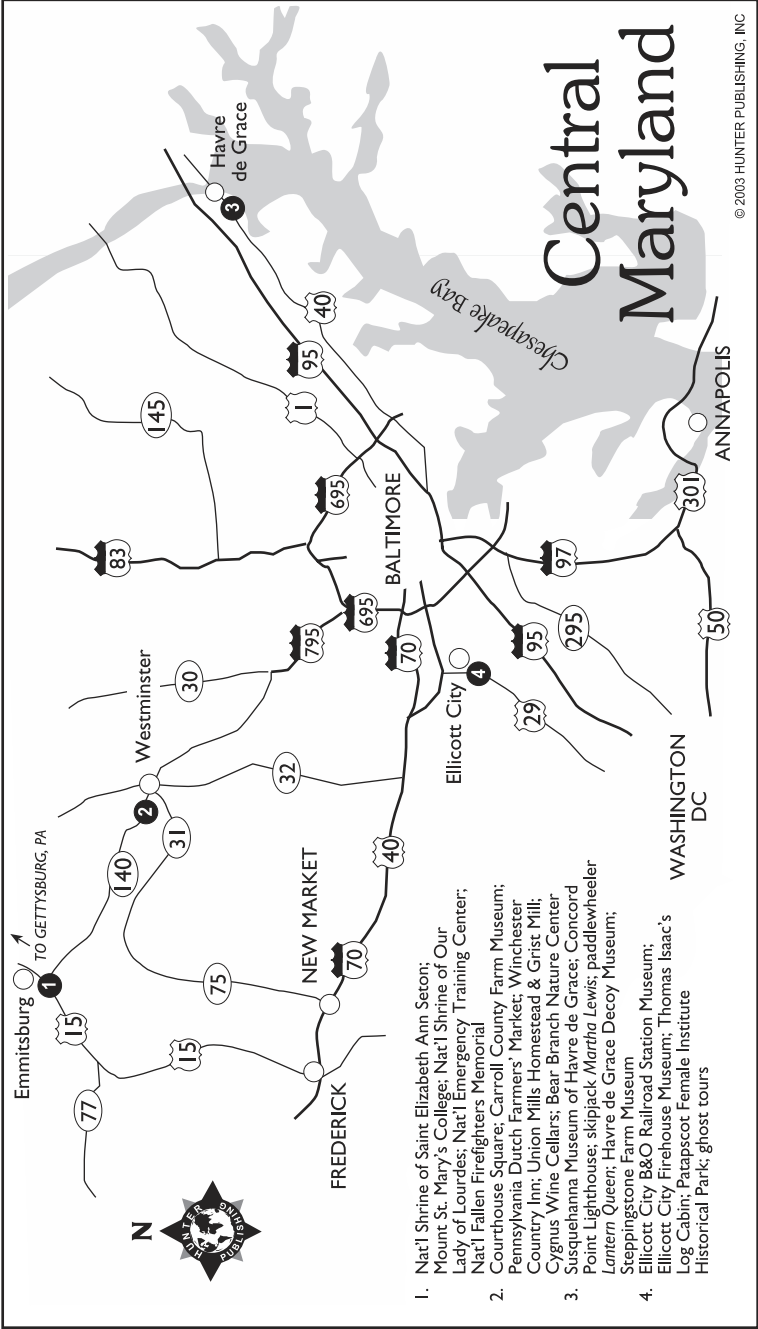 Central
Maryland
© 2003 HUNTER PUBLISHING, INC
N
HUNTER
PUBLISHING
Emmitsburg
TO GETTYSBURG, PA
1
15
15
77
140
2
Westminster
31
75
30
32
FREDERICK
NEW MARKET
70
40
83
145
795
695
695
1
95
40
Havre
de Grace
3
BALTIMORE
70
Ellicott City
4
29
95
295
97
Chesapeake Bay
301
50
ANNAPOLIS
WASHINGTON
DC
1. Nat'l Shrine of Saint Elizabeth Ann Seton;
Mount St. Mary's College; Nat'l Shrine of Our
Lady of Lourdes; Nat'l Emergency Training Center;
Nat'l Fallen Firefighters Memorial
2. Courthouse Square; Carroll County Farm Museum;
Pennsylvania Dutch Farmers' Market; Winchester
Country Inn; Union Mills Homestead & Grist Mill;
Cygnus Wine Cellars; Bear Branch Nature Center
3. Susquehanna Museum of Havre de Grace; Concord
Point Lighthouse; skipjack Martha Lewis; paddlewheeler
Lantern Queen; Havre de Grace Decoy Museum;
Steppingstone Farm Museum
4. Ellicott City B&O Railroad Station Museum;
Ellicott City Firehouse Museum; Thomas Isaac's
Log Cabin; Patapscot Female Institute
Historical Park; ghost tours